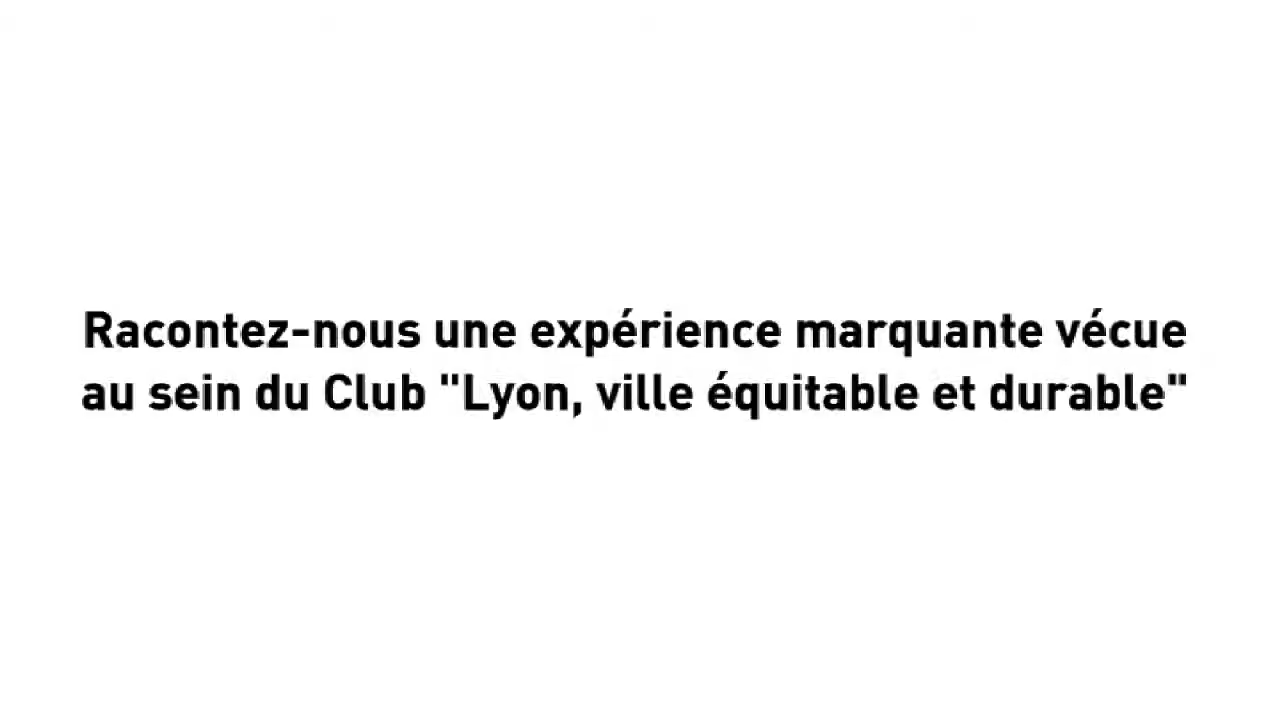 Racontez-nous une expérience marquante vécue
au sein du Club "Lyon, ville équitable et durable"